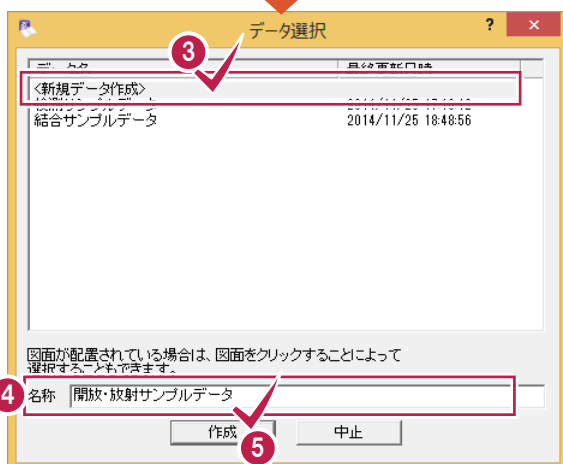 データ選択
? ×
3
データ名 最終更新日時
<新規データ作成>
結合サンプルデータ 2014/11/25 18:48:56
図面が配置されている場合は、図面をクリックすることによって
選択することもできます。
4 名称 開放・放射サンプルデータ
作成 中止
5